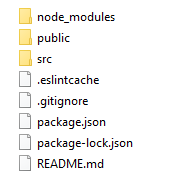 node_modules
public
src
.eslintcache
.gitignore
package.json
package-lock.json
README.md